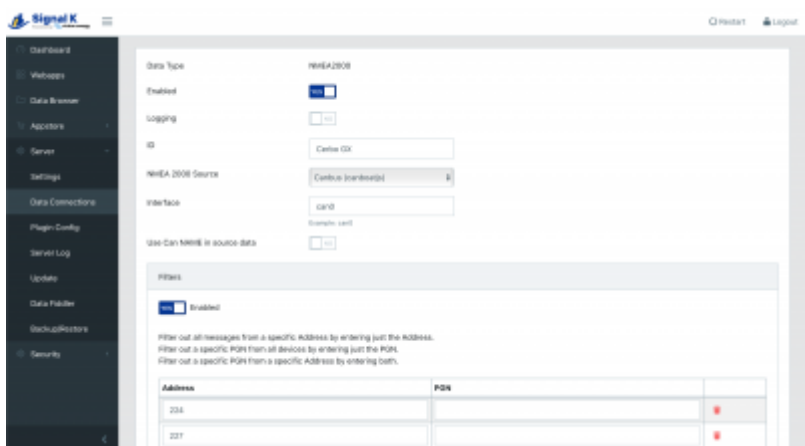 Signal K
Restart
Logout
Dashboard
Webapps
Data Browser
Appstore
Server
Settings
Data Connections
Plugin Config
Server Log
Update
Data Fiddler
Backup/Restore
Security
Data Type NMEA2000
Enabled YES
Logging NO
ID Cerbo GX
NMEA 2000 Source Canbus (canboatjs)
Interface can0
Example: can0
Use Can NAME in source data NO
Filters
YES Enabled
Filter out all messages from a specific Address by entering just the Address.
Filter out a specific PGN from all devices by entering just the PGN.
Filter out a specific PGN from a specific Address by entering both.
Address PGN
224
227